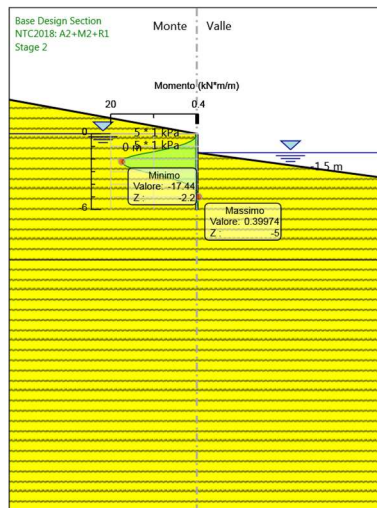 Base Design Section
NTC2018: A2+M2+R1
Stage 2
Monte Valle
Momento (kN*m/m)
20 0.4
0
5 * 1 kPa
0 m
5 * 1 kPa
-1.5 m
Minimo
Valore: -17.44
Z : -2.2
-6
Massimo
Valore: 0.39974
Z : -5